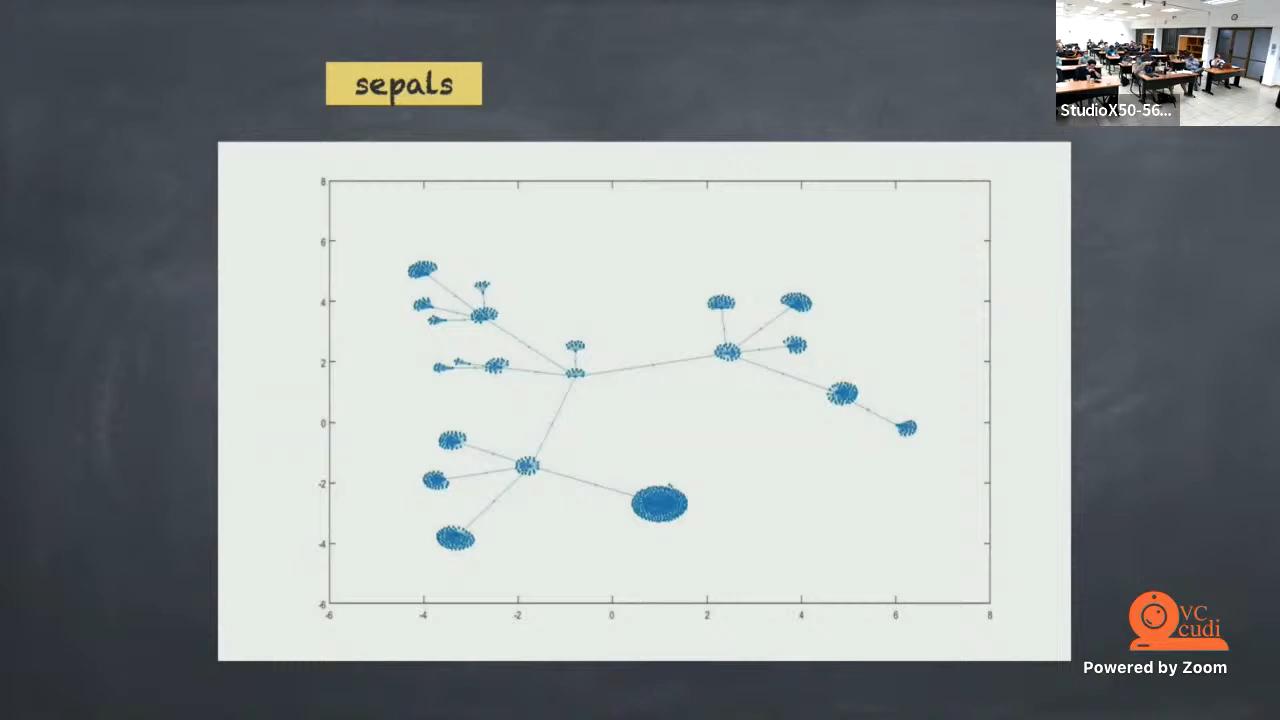 sepals
StudioX50-56...
8
6
4
2
0
-2
-4
-6
-6 -4 -2 0 2 4 6 8
VC
cudi
Powered by Zoom